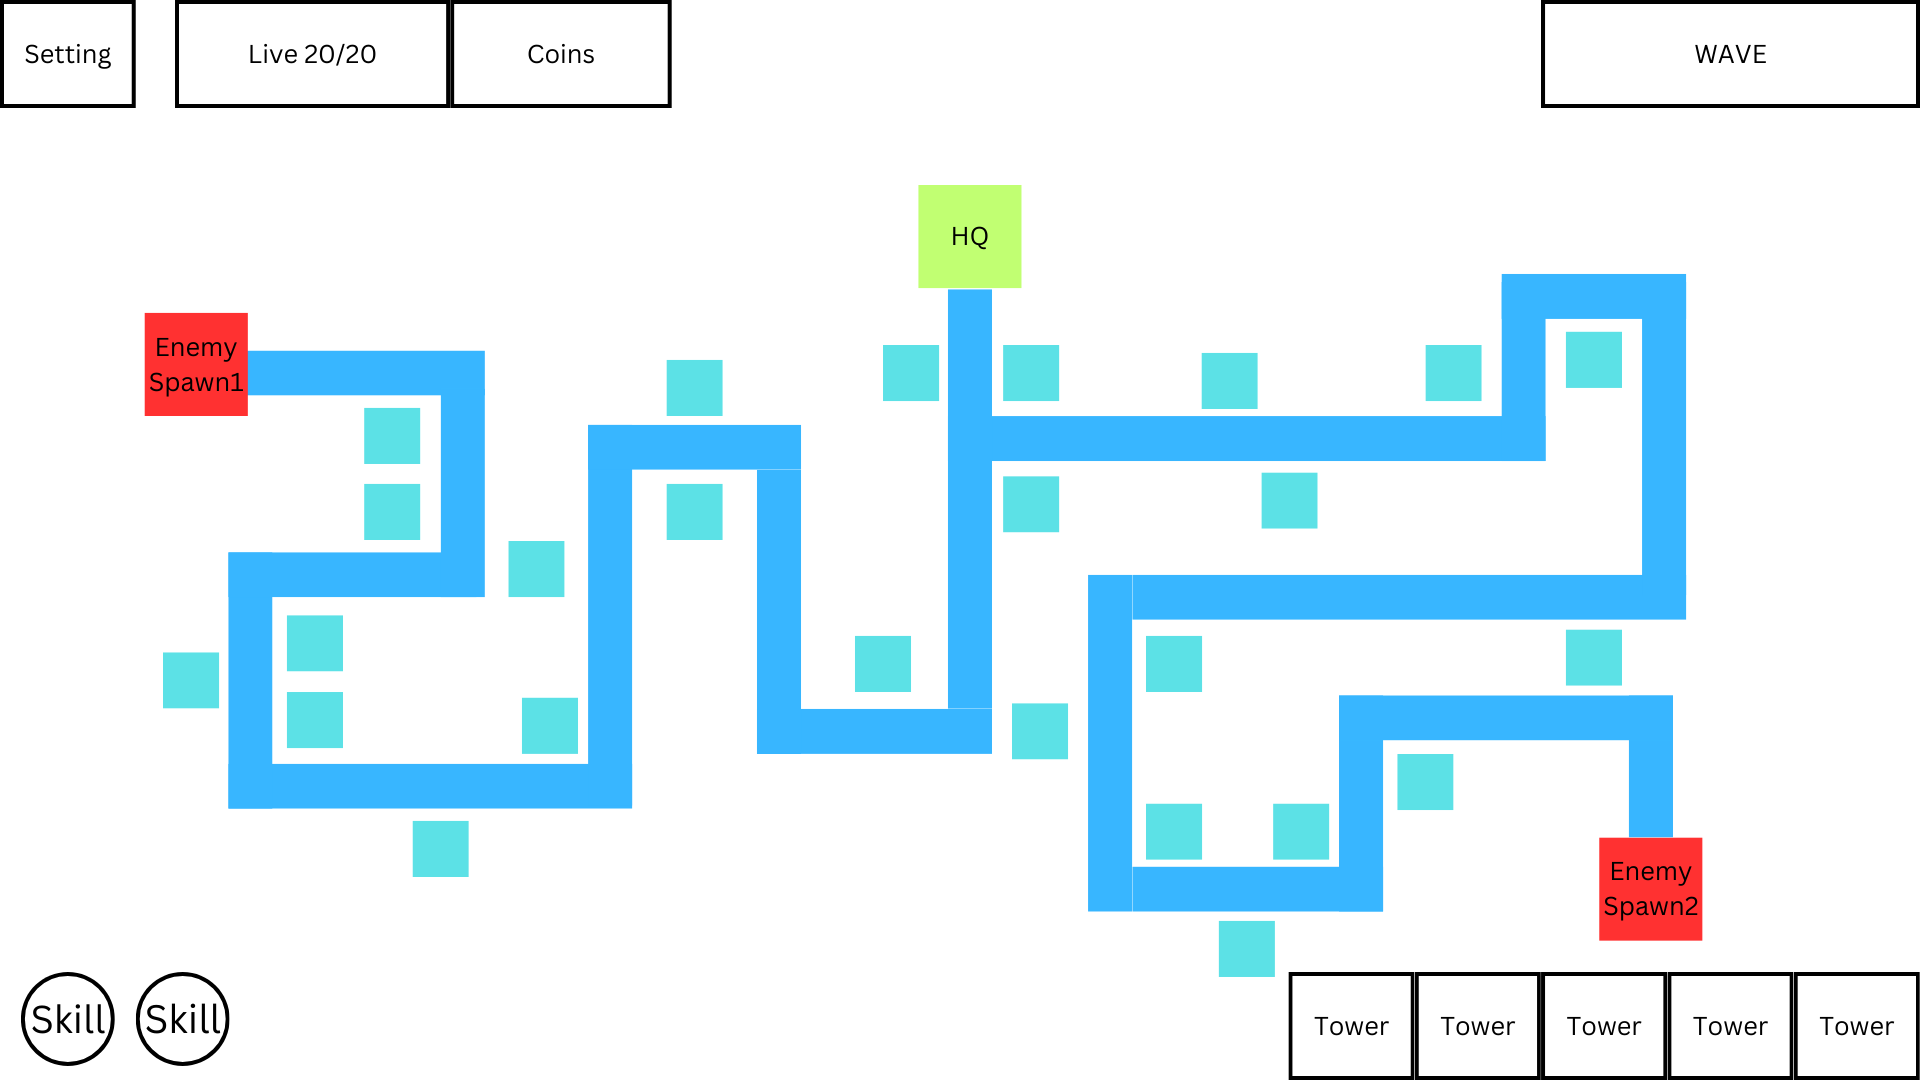 Setting
Live 20/20
Coins
WAVE
HQ
Enemy
Spawn1
Enemy
Spawn2
Skill
Skill
Tower
Tower
Tower
Tower
Tower